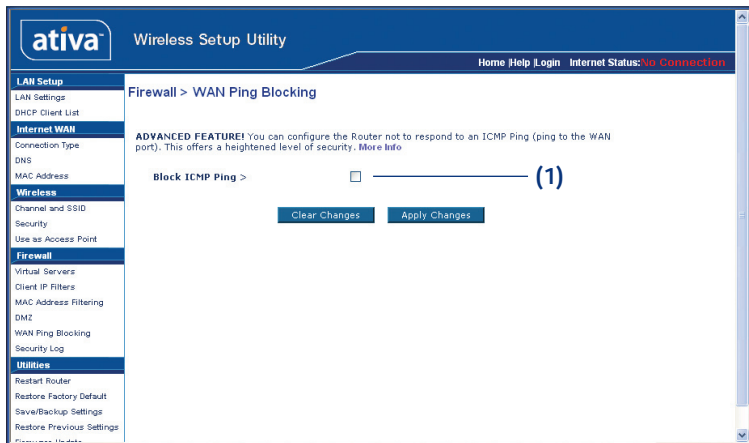 ativa
Wireless Setup Utility
Home |Help |Login Internet Status:No Connection
LAN Setup
LAN Settings
DHCP Client List
Internet WAN
Connection Type
DNS
MAC Address
Wireless
Channel and SSID
Security
Use as Access Point
Firewall
Virtual Servers
Client IP Filters
MAC Address Filtering
DMZ
WAN Ping Blocking
Security Log
Utilities
Restart Router
Restore Factory Default
Save/Backup Settings
Restore Previous Settings
Firmware Update
Firewall > WAN Ping Blocking
ADVANCED FEATURE! You can configure the Router not to respond to an ICMP Ping (ping to the WAN
port). This offers a heightened level of security. More Info
Block ICMP Ping >
(1)
Clear Changes Apply Changes